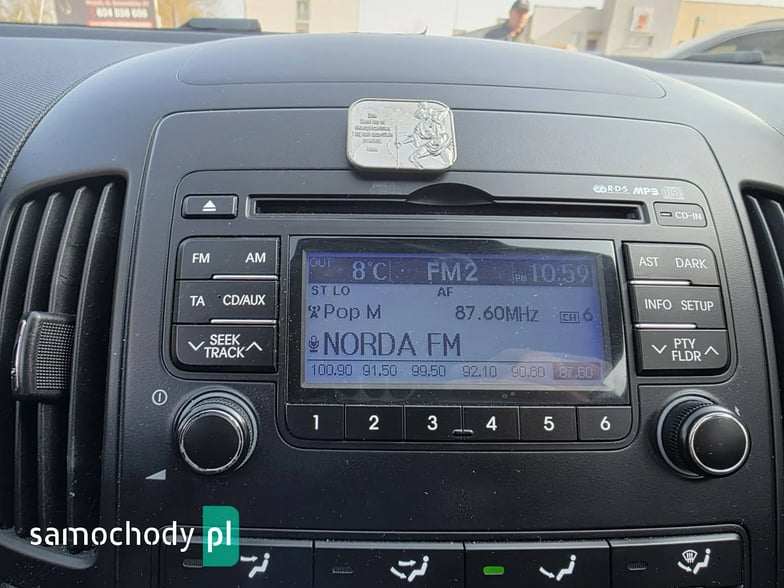 604 556 605
R·D·S MP3
CD-IN
FM AM
TA CD/AUX
SEEK
TRACK
OUT 8°C FM2 PM 10:59
ST LO AF
Pop M 87.60MHz CH 6
NORDA FM
100.90 91.50 99.50 92.10 90.60 87.60
AST DARK
INFO SETUP
PTY
FLDR
1 2 3 4 5 6
samochody pl